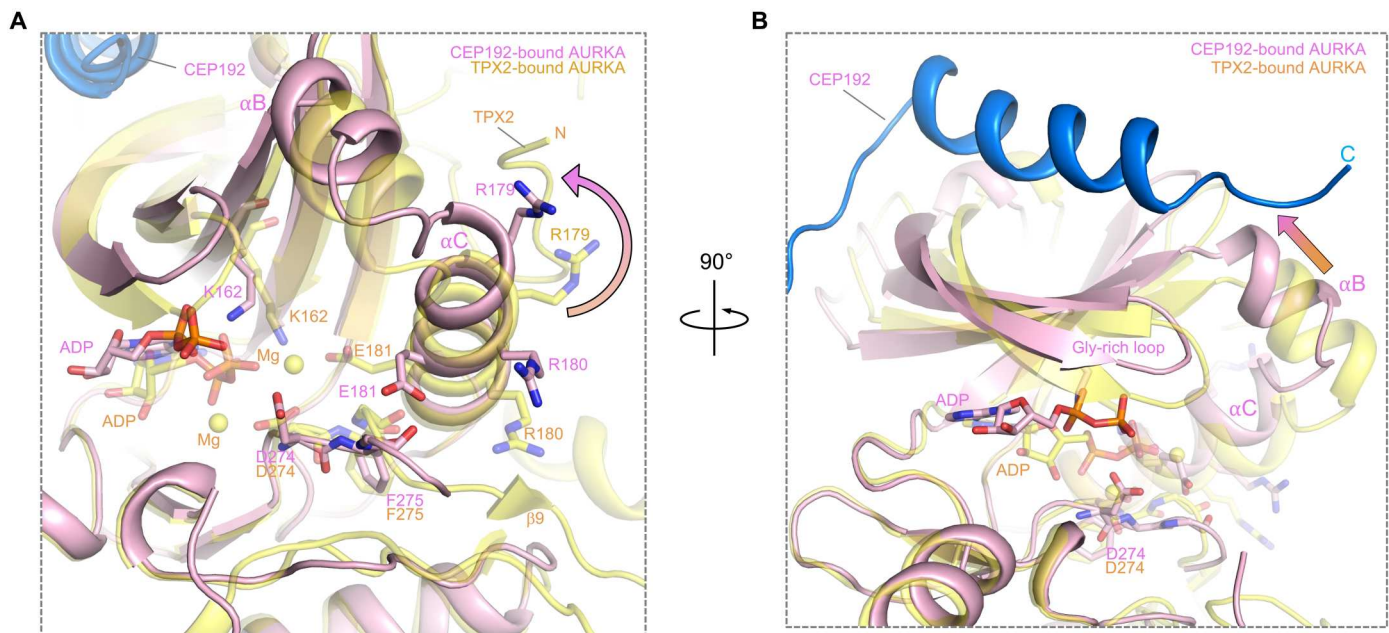 A
CEP192-bound AURKA
TPX2-bound AURKA
CEP192
αB
TPX2
N
R179
R179
αC
K162
K162
ADP
Mg
E181
E181
R180
ADP
Mg
R180
D274
D274
F275
F275
β9
90°
B
CEP192-bound AURKA
TPX2-bound AURKA
CEP192
C
αB
Gly-rich loop
ADP
αC
ADP
D274
D274